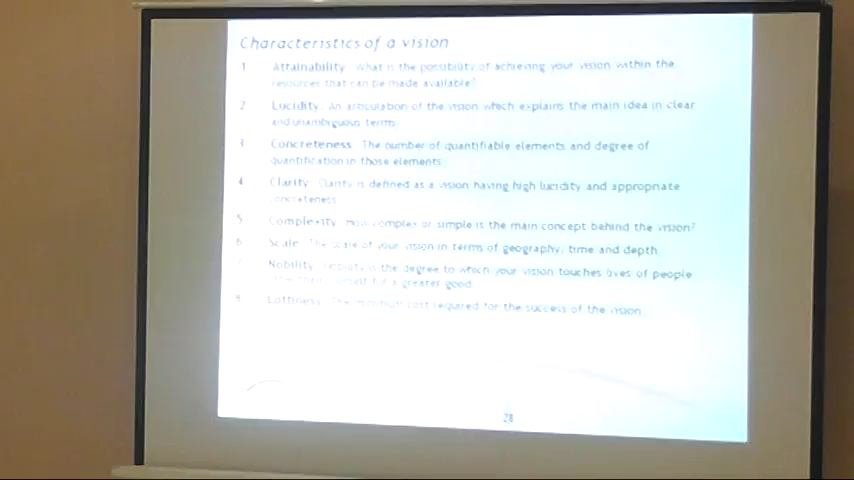 Characteristics of a vision
1 Attainability: What is the possibility of achieving your vision within the
resources that can be made available?
2 Lucidity: An articulation of the vision which explains the main idea in clear
and unambiguous terms.
3 Concreteness: The number of quantifiable elements and degree of
quantification in those elements.
4 Clarity: Clarity is defined as a vision having high lucidity and appropriate
concreteness.
5 Complexity: How complex or simple is the main concept behind the vision?
6 Scale: The scale of your vision in terms of geography, time and depth.
7 Nobility: Nobility is the degree to which your vision touches lives of people
for a greater good.
8 Loftiness: The minimum cost required for the success of the vision.
28